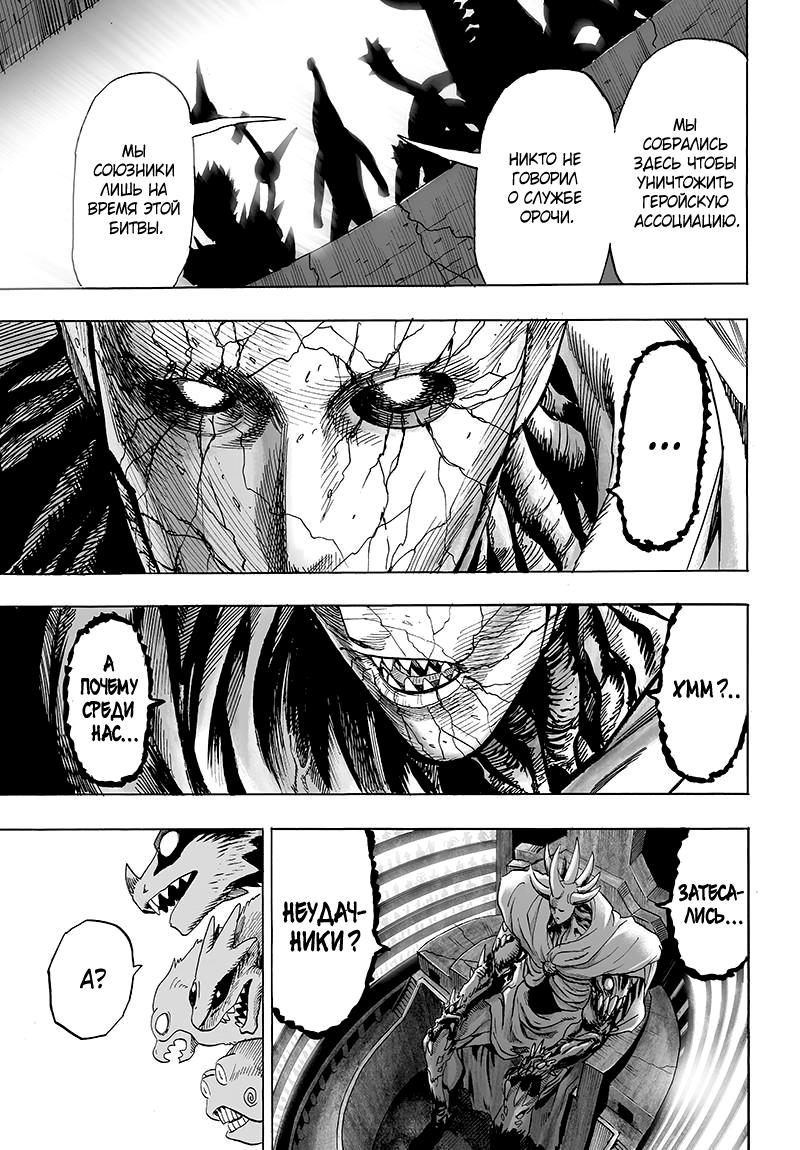 МЫ
СОБРАЛИСЬ
ЗДЕСЬ ЧТОБЫ
УНИЧТОЖИТЬ
ГЕРОЙСКУЮ
АССОЦИАЦИЮ.
НИКТО НЕ
ГОВОРИЛ
О СЛУЖБЕ
ОРОЧИ.
МЫ
СОЮЗНИКИ
ЛИШЬ НА
ВРЕМЯ ЭТОЙ
БИТВЫ.
...
ХММ?..
А
ПОЧЕМУ
СРЕДИ
НАС...
ЗАТЕСА-
ЛИСЬ...
НЕУДАЧ-
НИКИ?
А?